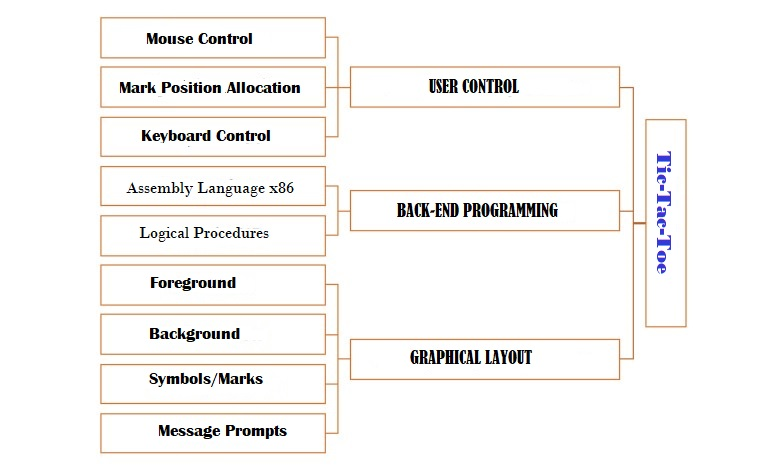 Mouse Control
Mark Position Allocation
Keyboard Control
USER CONTROL
Assembly Language x86
Logical Procedures
BACK-END PROGRAMMING
Foreground
Background
Symbols/Marks
Message Prompts
GRAPHICAL LAYOUT
Tic-Tac-Toe